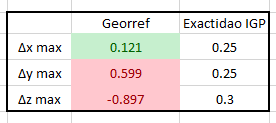 Georref Exactidao IGP
Δx max 0.121 0.25
Δy max 0.599 0.25
Δz max -0.897 0.3